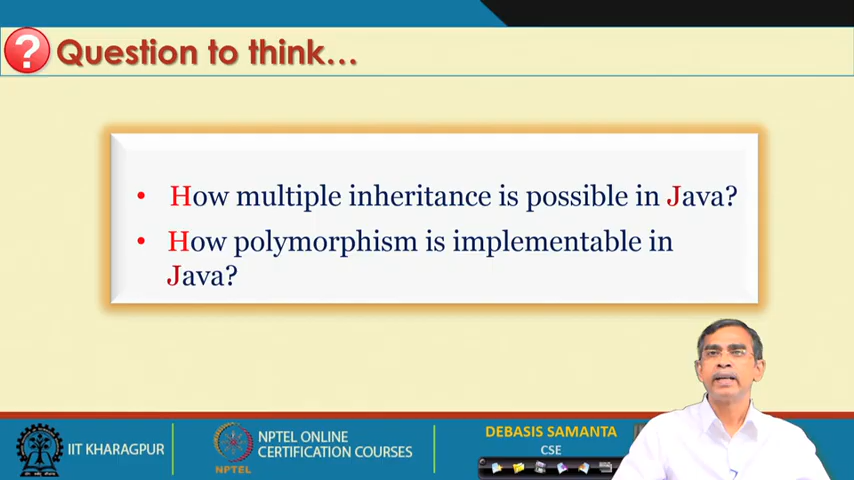 ? Question to think...
• How multiple inheritance is possible in Java?
• How polymorphism is implementable in
Java?
IIT KHARAGPUR
NPTEL
NPTEL ONLINE
CERTIFICATION COURSES
DEBASIS SAMANTA
CSE